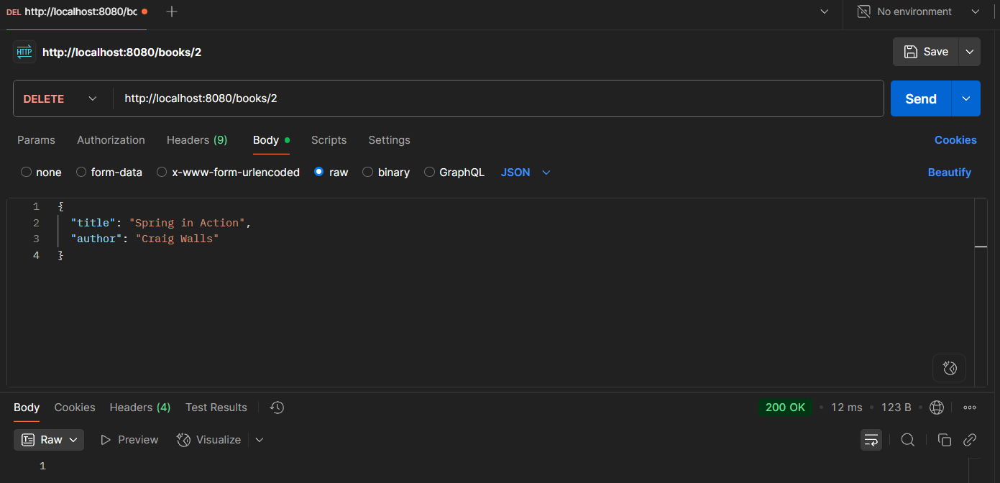 DEL http://localhost:8080/bc
No environment
HTTP http://localhost:8080/books/2
Save
DELETE http://localhost:8080/books/2
Send
Params Authorization Headers (9) Body Scripts Settings Cookies
none form-data x-www-form-urlencoded raw binary GraphQL JSON Beautify
1 {
2 "title": "Spring in Action",
3 "author": "Craig Walls"
4 }
Body Cookies Headers (4) Test Results 200 OK 12 ms 123 B
Raw Preview Visualize
1